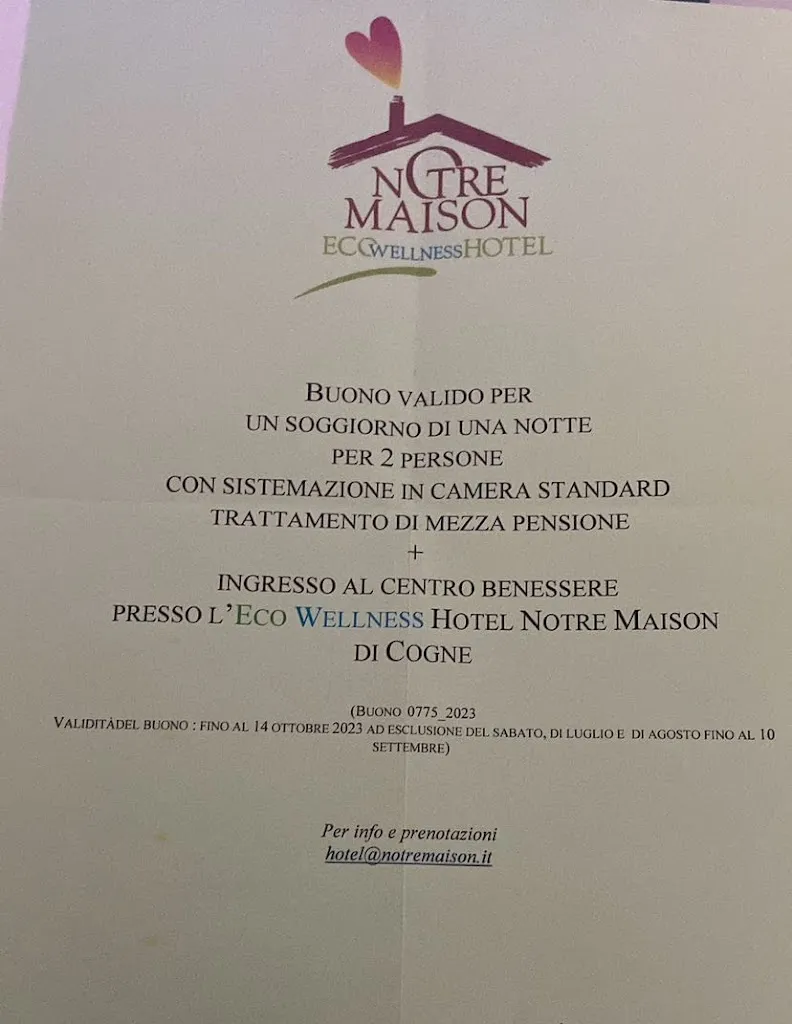 NOTRE
MAISON
ECOWELLNESSHOTEL
BUONO VALIDO PER
UN SOGGIORNO DI UNA NOTTE
PER 2 PERSONE
CON SISTEMAZIONE IN CAMERA STANDARD
TRATTAMENTO DI MEZZA PENSIONE
+
INGRESSO AL CENTRO BENESSERE
PRESSO L'ECO WELLNESS HOTEL NOTRE MAISON
DI COGNE
(BUONO 0775_2023
VALIDITÀDEL BUONO : FINO AL 14 OTTOBRE 2023 AD ESCLUSIONE DEL SABATO, DI LUGLIO E DI AGOSTO FINO AL 10
SETTEMBRE)
Per info e prenotazioni
hotel@notremaison.it